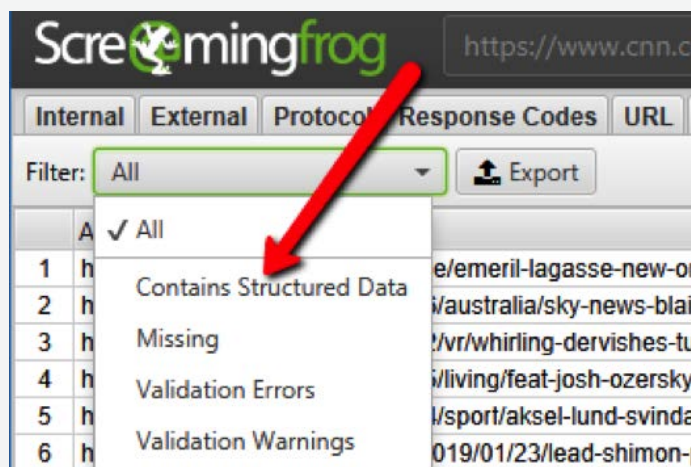 Screamingfrog https://www.cnn.c
Internal External Protocol Response Codes URL
Filter: All Export
A ✓ All
1 h e/emeril-lagasse-new-or
Contains Structured Data
2 h /australia/sky-news-blai
3 h Missing /vr/whirling-dervishes-tu
4 h /living/feat-josh-ozersky
Validation Errors
5 h /sport/aksel-lund-svinda
6 h Validation Warnings 019/01/23/lead-shimon-